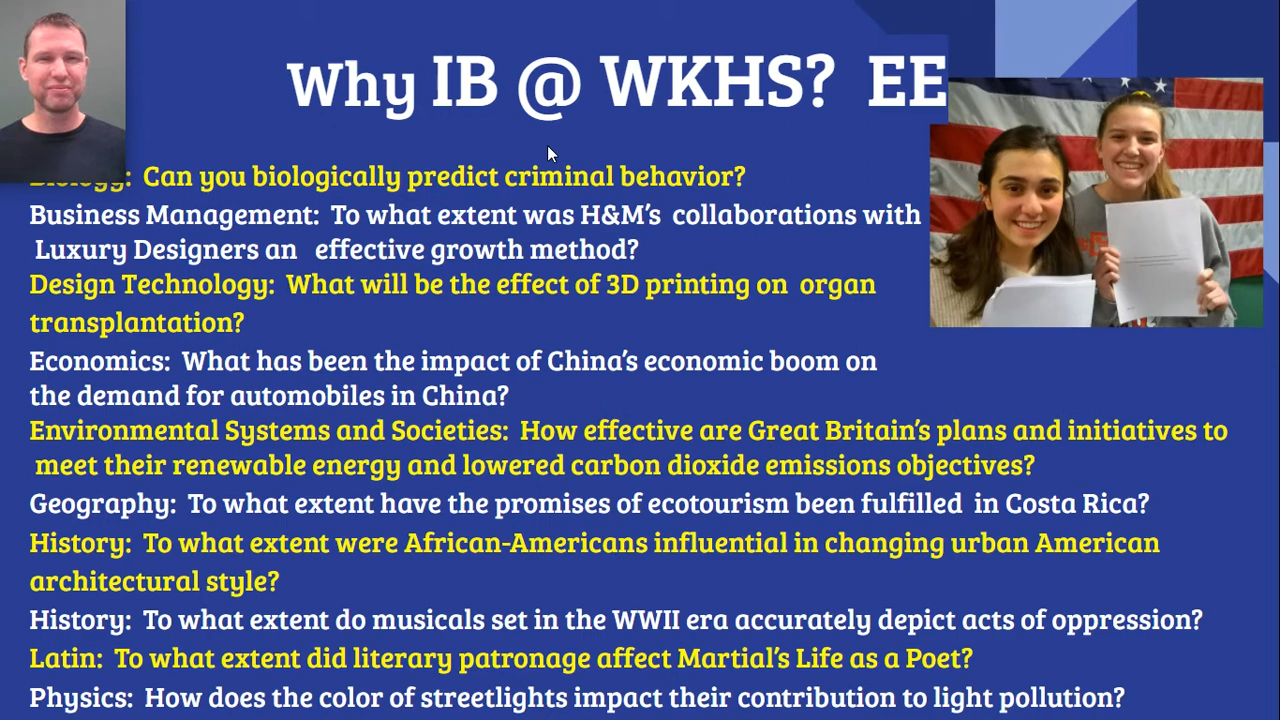 Why IB @ WKHS? EE
Biology: Can you biologically predict criminal behavior?
Business Management: To what extent was H&M's collaborations with
Luxury Designers an effective growth method?
Design Technology: What will be the effect of 3D printing on organ
transplantation?
Economics: What has been the impact of China's economic boom on
the demand for automobiles in China?
Environmental Systems and Societies: How effective are Great Britain's plans and initiatives to
meet their renewable energy and lowered carbon dioxide emissions objectives?
Geography: To what extent have the promises of ecotourism been fulfilled in Costa Rica?
History: To what extent were African-Americans influential in changing urban American
architectural style?
History: To what extent do musicals set in the WWII era accurately depict acts of oppression?
Latin: To what extent did literary patronage affect Martial's Life as a Poet?
Physics: How does the color of streetlights impact their contribution to light pollution?